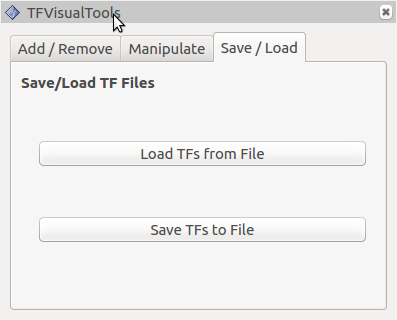 TFVisualTools
Add / Remove Manipulate Save / Load
Save/Load TF Files
Load TFs from File
Save TFs to File